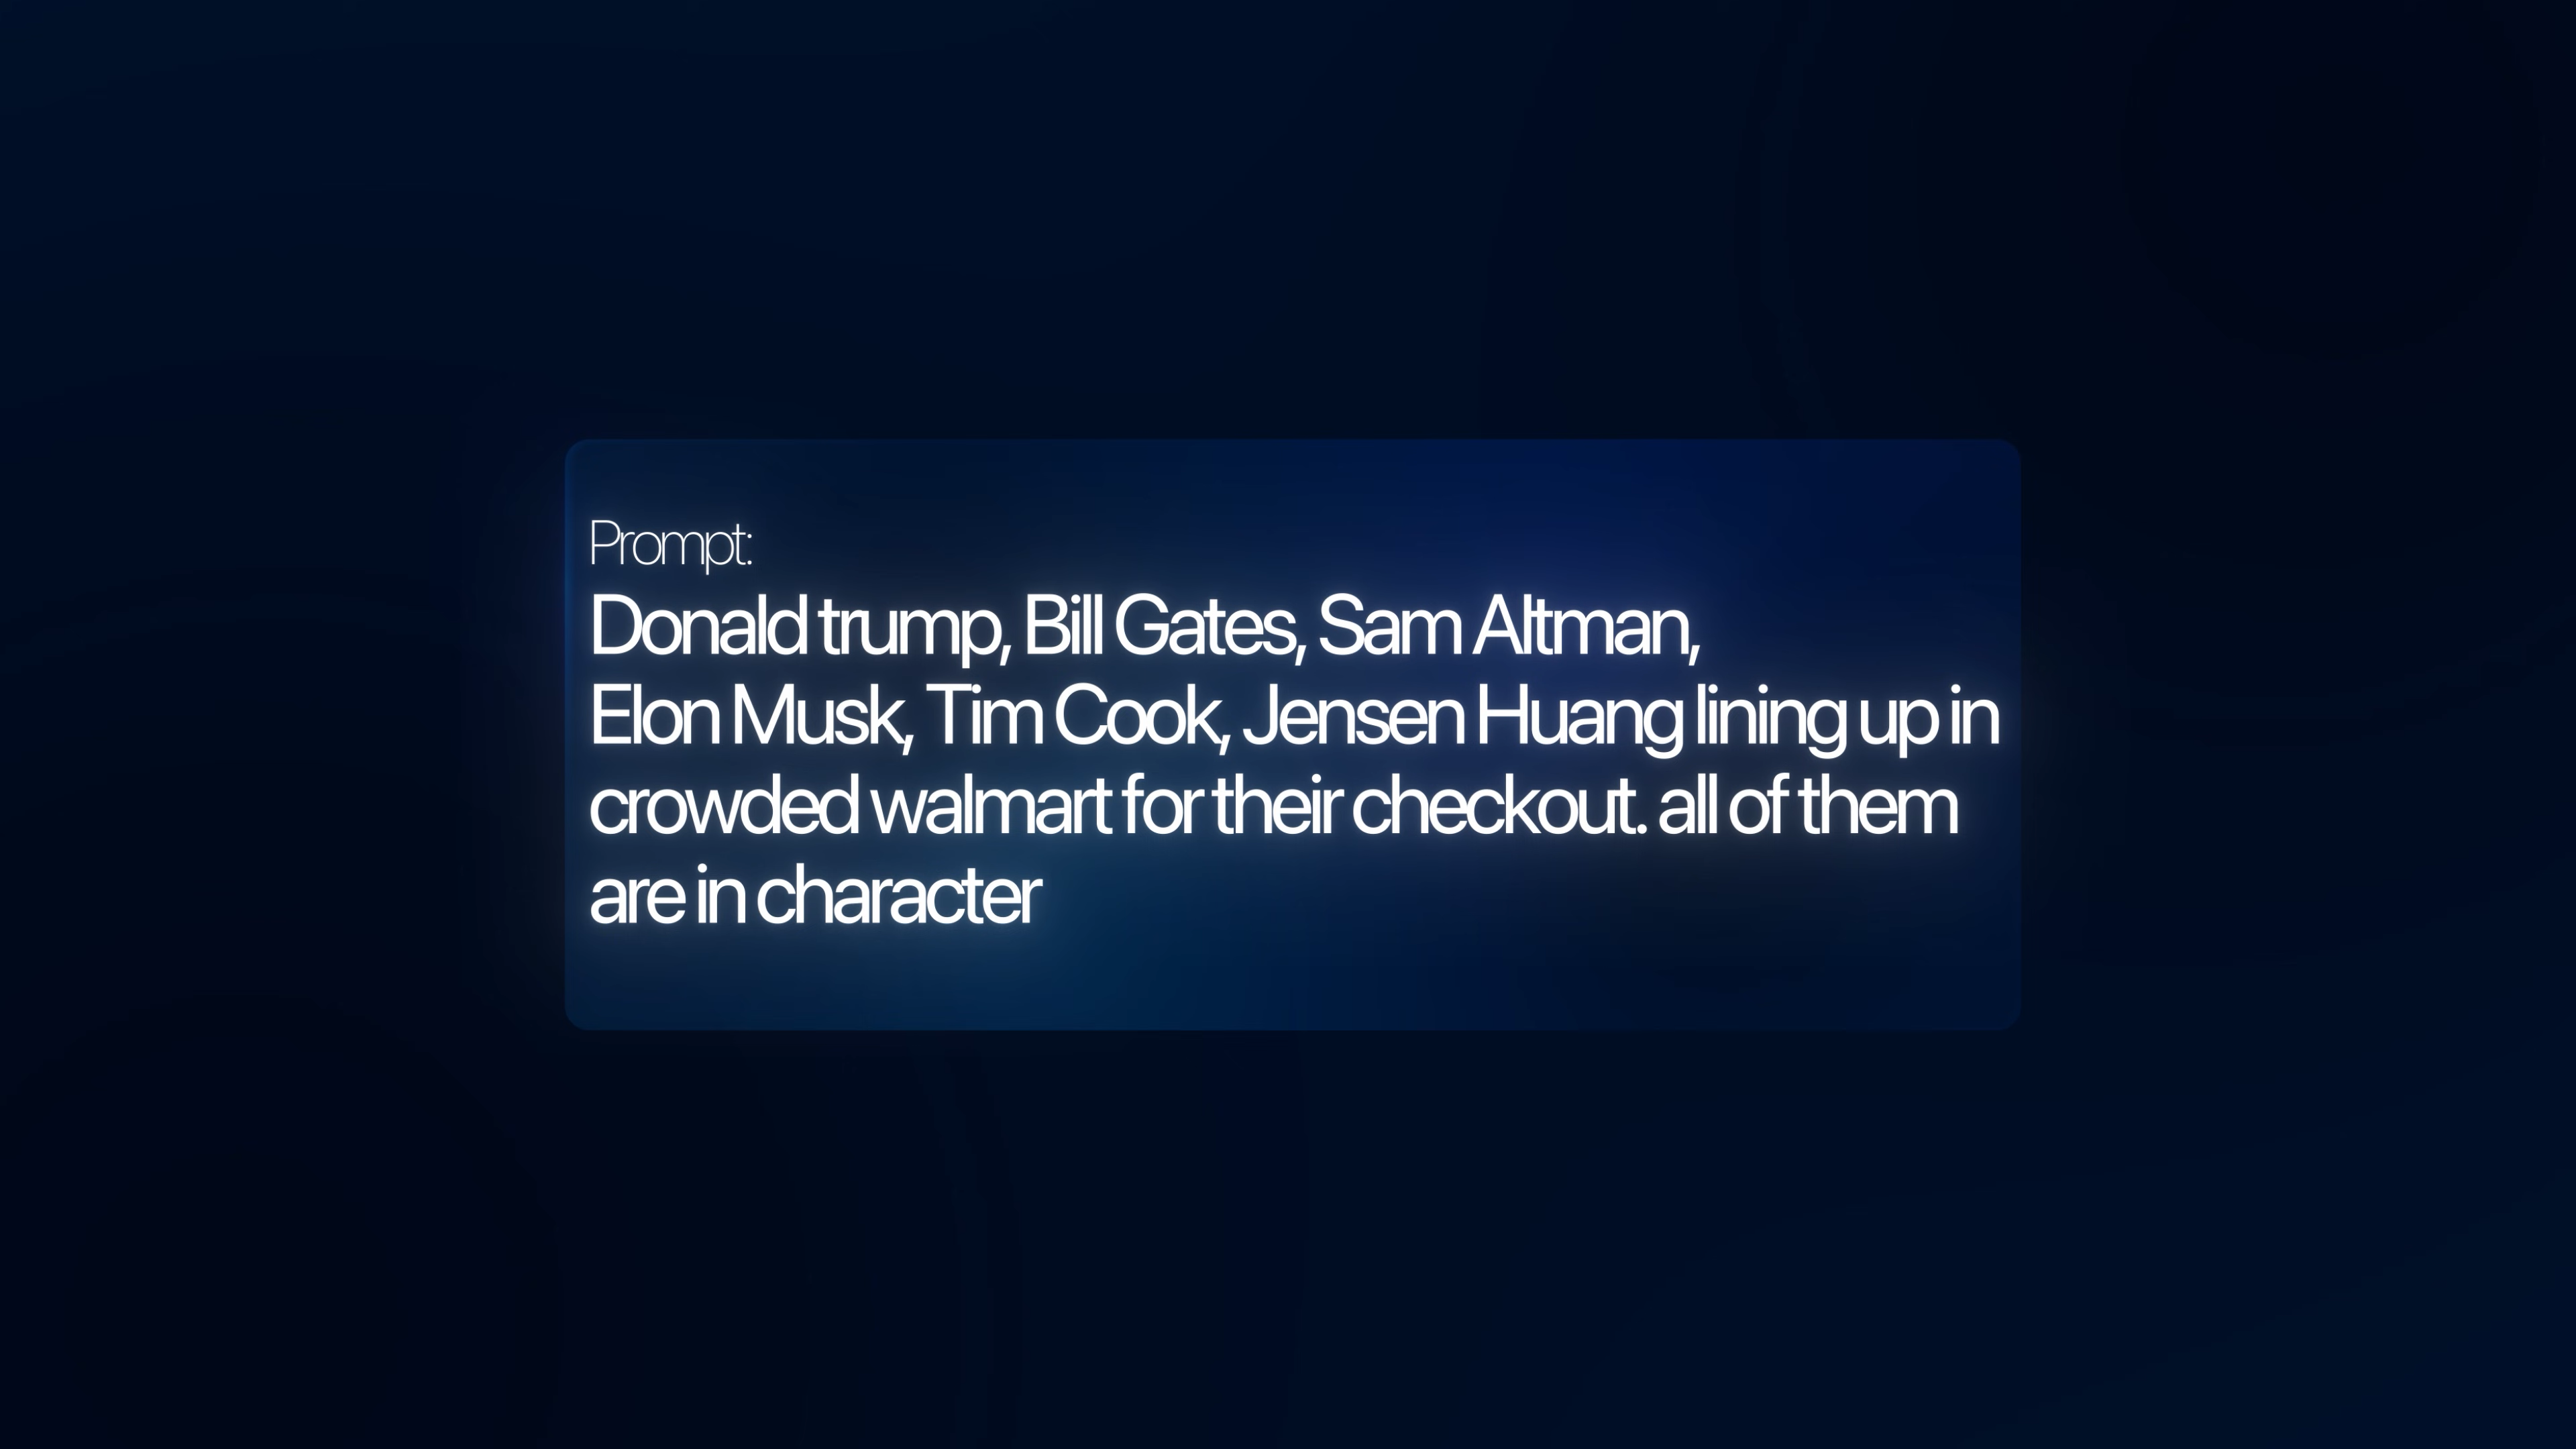 Prompt:
Donald trump, Bill Gates, Sam Altman,
Elon Musk, Tim Cook, Jensen Huang lining up in
crowded walmart for their checkout. all of them
are in character